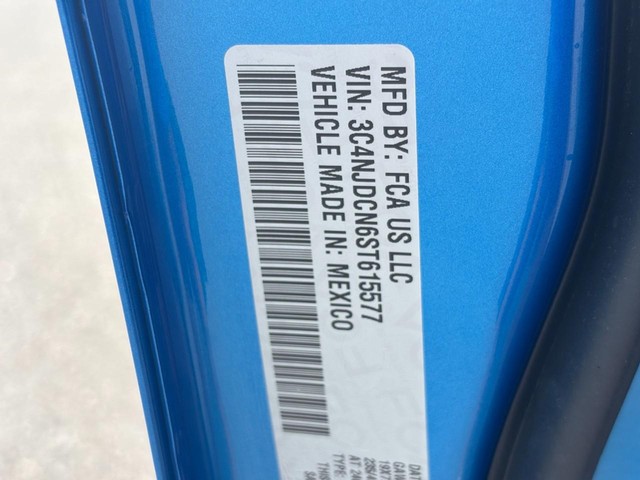 MFD BY: FCA US LLC
VIN: 3C4NJDCN6ST615577
VEHICLE MADE IN: MEXICO